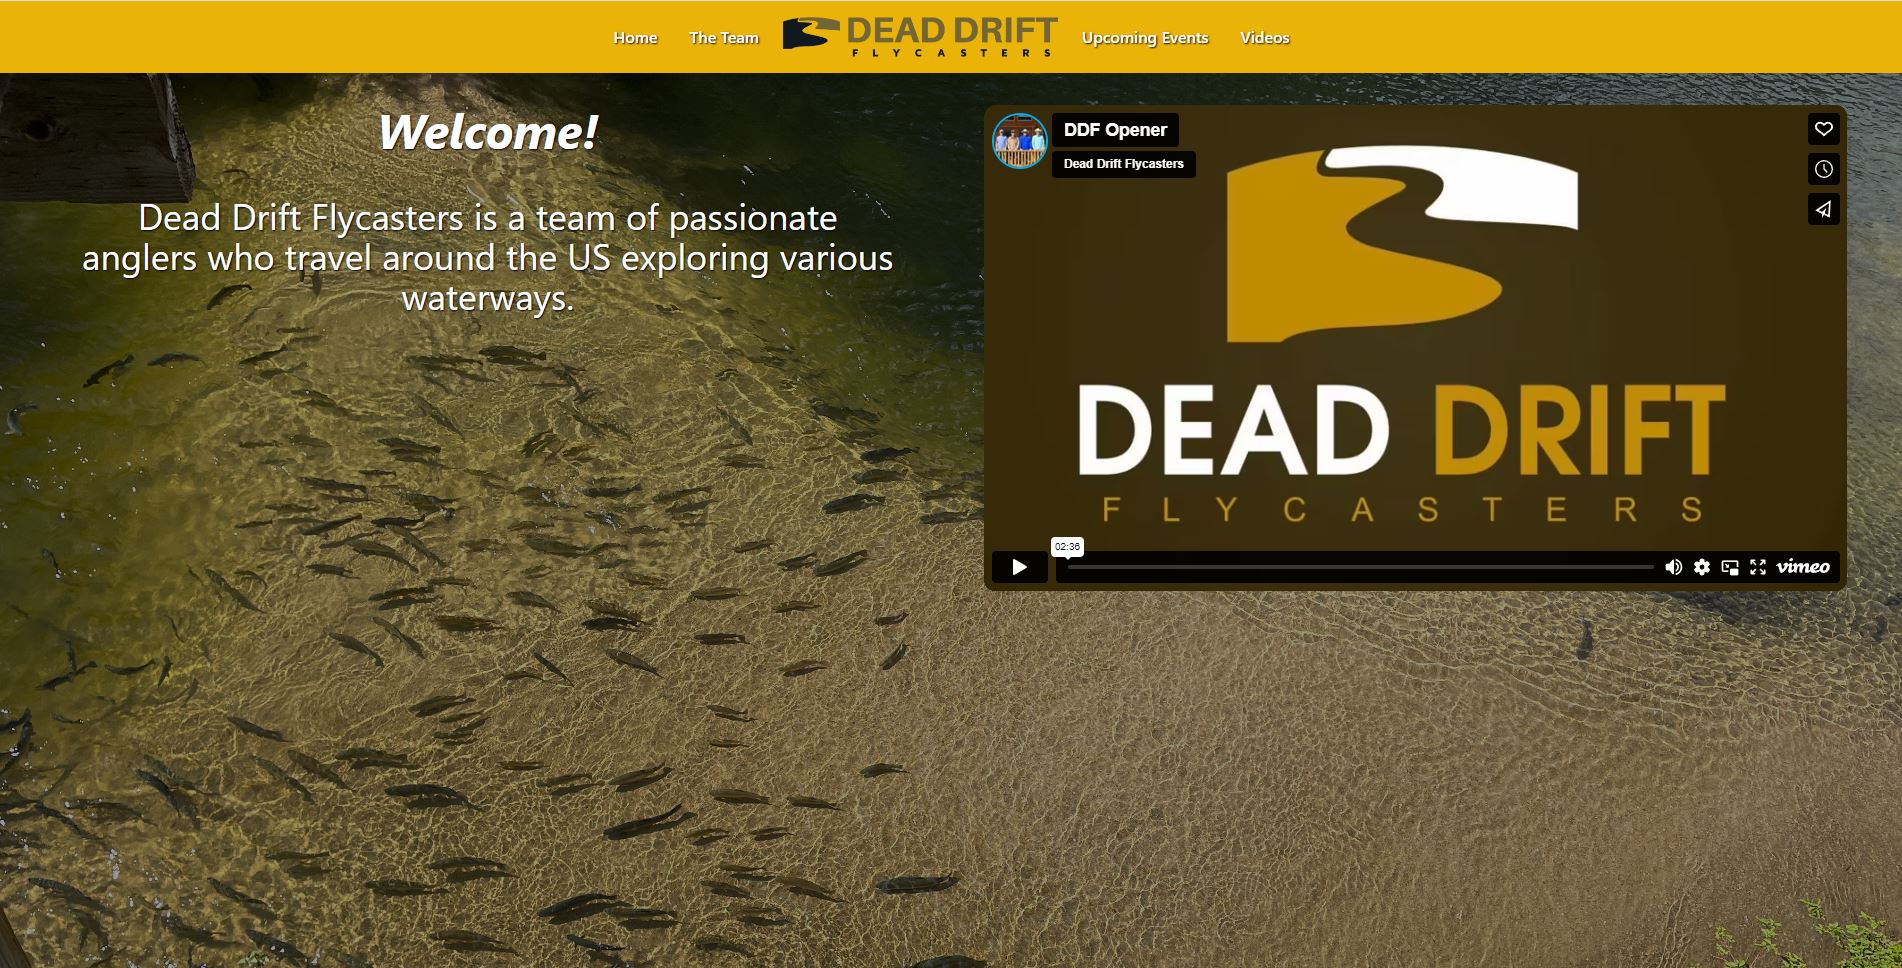 Home
The Team
DEAD DRIFT
FLYCASTERS
Upcoming Events
Videos
Welcome!
Dead Drift Flycasters is a team of passionate
anglers who travel around the US exploring various
waterways.
DDF Opener
Dead Drift Flycasters
DEAD DRIFT
FLYCASTERS
02:36
vimeo